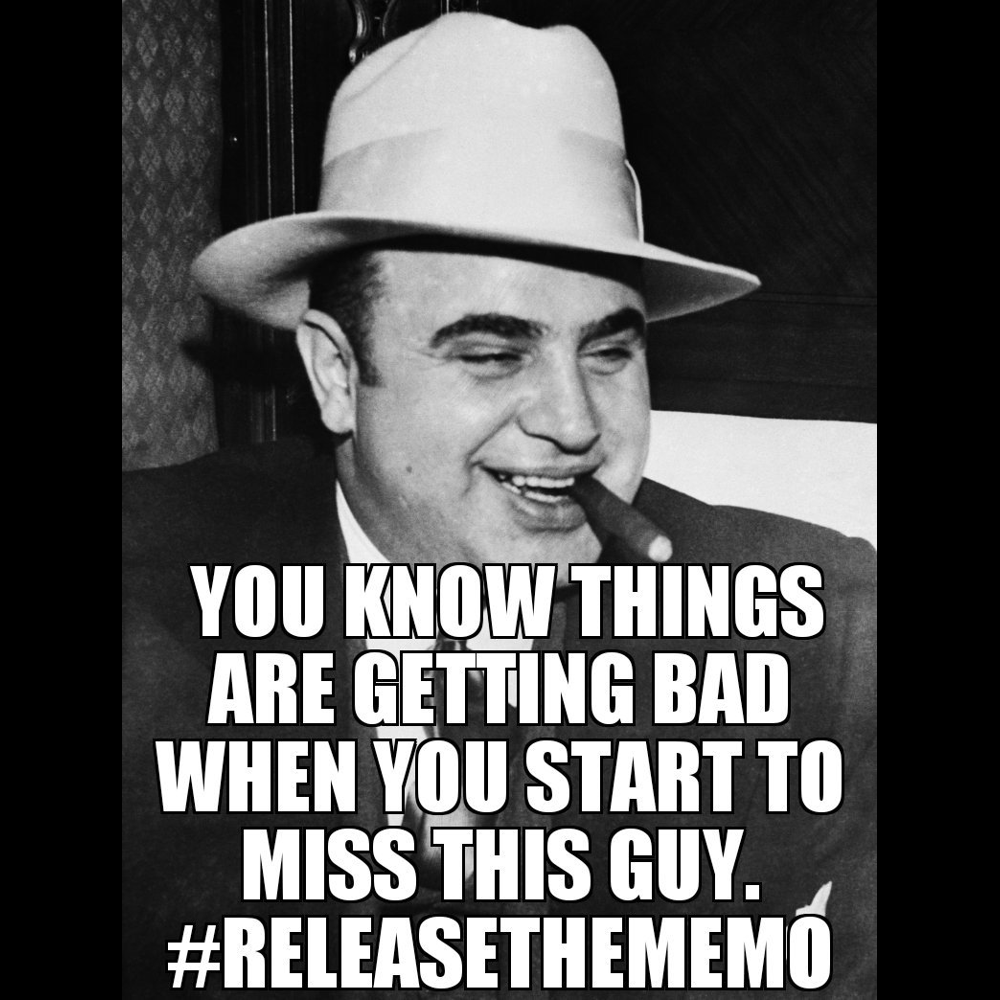 YOU KNOW THINGS
ARE GETTING BAD
WHEN YOU START TO
MISS THIS GUY.
#RELEASETHEMEMO